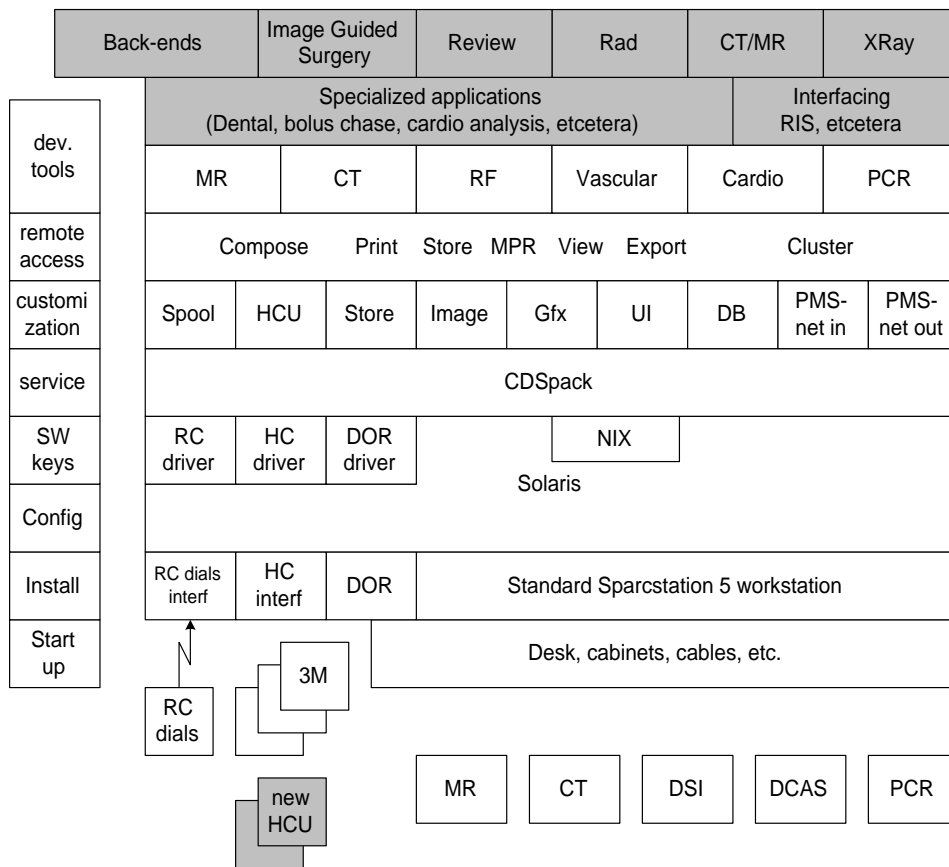 Back-ends
Image Guided
Surgery
Review
Rad
CT/MR
XRay
Specialized applications
(Dental, bolus chase, cardio analysis, etcetera)
Interfacing
RIS, etcetera
dev.
tools
MR
CT
RF
Vascular
Cardio
PCR
remote
access
Compose Print Store MPR View Export Cluster
customi
zation
Spool
HCU
Store
Image
Gfx
UI
DB
PMS-
net in
PMS-
net out
service
CDSpack
SW
keys
RC
driver
HC
driver
DOR
driver
NIX
Solaris
Config
Install
RC dials
interf
HC
interf
DOR
Standard Sparcstation 5 workstation
Start
up
Desk, cabinets, cables, etc.
3M
RC
dials
new
HCU
MR
CT
DSI
DCAS
PCR